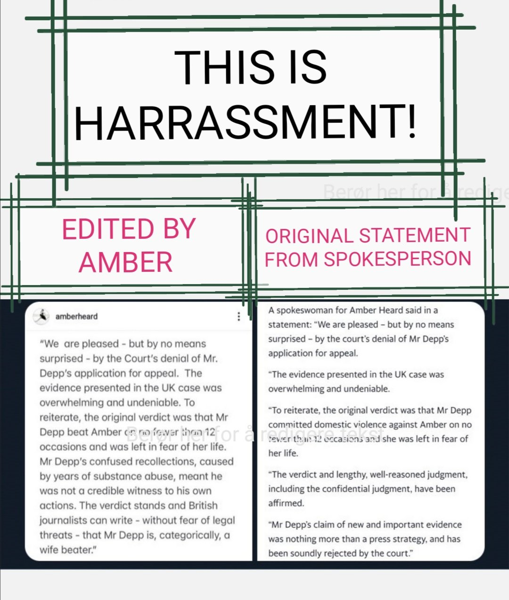 THIS IS
HARRASSMENT!
Berør her for å redigere
EDITED BY
AMBER
ORIGINAL STATEMENT
FROM SPOKESPERSON
amberheard
"We are pleased - but by no means
surprised - by the Court's denial of Mr.
Depp's application for appeal. The
evidence presented in the UK case was
overwhelming and undeniable. To
reiterate, the original verdict was that Mr
Depp beat Amber on no fewer than 12
occasions and was left in fear of her life.
Mr Depp's confused recollections, caused
by years of substance abuse, meant he
was not a credible witness to his own
actions. The verdict stands and British
journalists can write - without fear of legal
threats - that Mr Depp is, categorically, a
wife beater."
A spokeswoman for Amber Heard said in a
statement: "We are pleased – but by no means
surprised – by the court's denial of Mr Depp's
application for appeal.
"The evidence presented in the UK case was
overwhelming and undeniable.
"To reiterate, the original verdict was that Mr Depp
committed domestic violence against Amber on no
fewer than 12 occasions and she was left in fear of
her life.
"The verdict and lengthy, well-reasoned judgment,
including the confidential judgment, have been
affirmed.
"Mr Depp's claim of new and important evidence
was nothing more than a press strategy, and has
been soundly rejected by the court."
Berør her for å redigere tekst